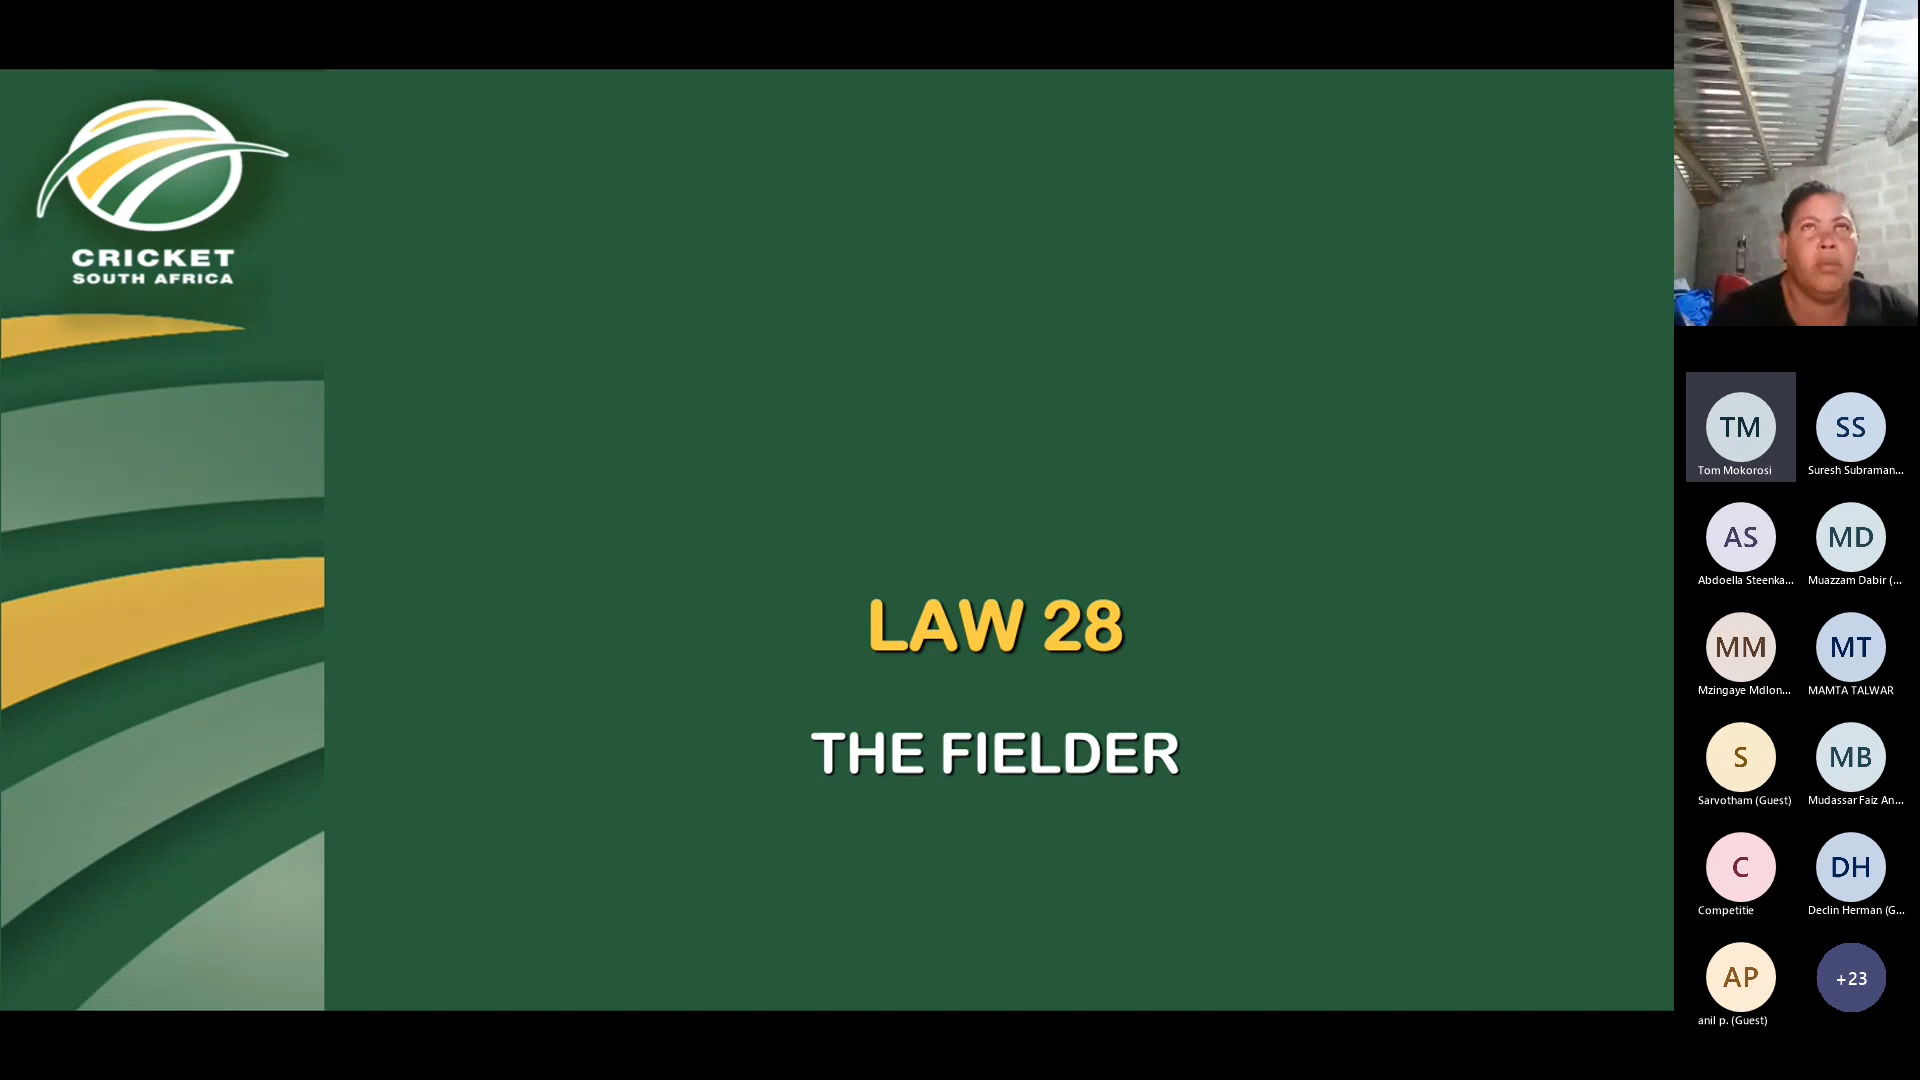 CRICKET
SOUTH AFRICA
LAW 28
THE FIELDER
TM
SS
Tom Mokorosi
Suresh Subraman...
AS
MD
Abdoella Steenka...
Muazzam Dabir (...
MM
MT
Mzingaye Mdlon...
MAMTA TALWAR
S
MB
Sarvotham (Guest)
Mudassar Faiz An...
C
DH
Competitie
Declin Herman (G...
AP
+23
anil p. (Guest)